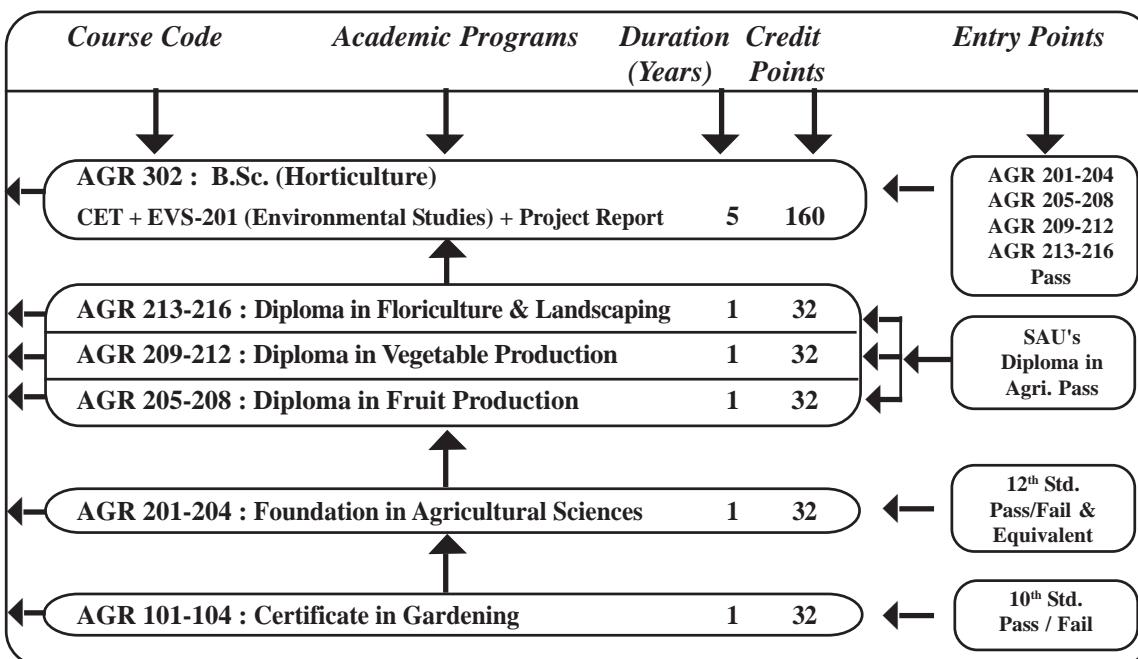 Course Code Academic Programs Duration Credit Entry Points
(Years) Points
AGR 302 : B.Sc. (Horticulture)
CET + EVS-201 (Environmental Studies) + Project Report 5 160
AGR 201-204
AGR 205-208
AGR 209-212
AGR 213-216
Pass
AGR 213-216 : Diploma in Floriculture & Landscaping 1 32
AGR 209-212 : Diploma in Vegetable Production 1 32
AGR 205-208 : Diploma in Fruit Production 1 32
SAU's
Diploma in
Agri. Pass
AGR 201-204 : Foundation in Agricultural Sciences 1 32
12th Std.
Pass/Fail &
Equivalent
AGR 101-104 : Certificate in Gardening 1 32
10th Std.
Pass / Fail